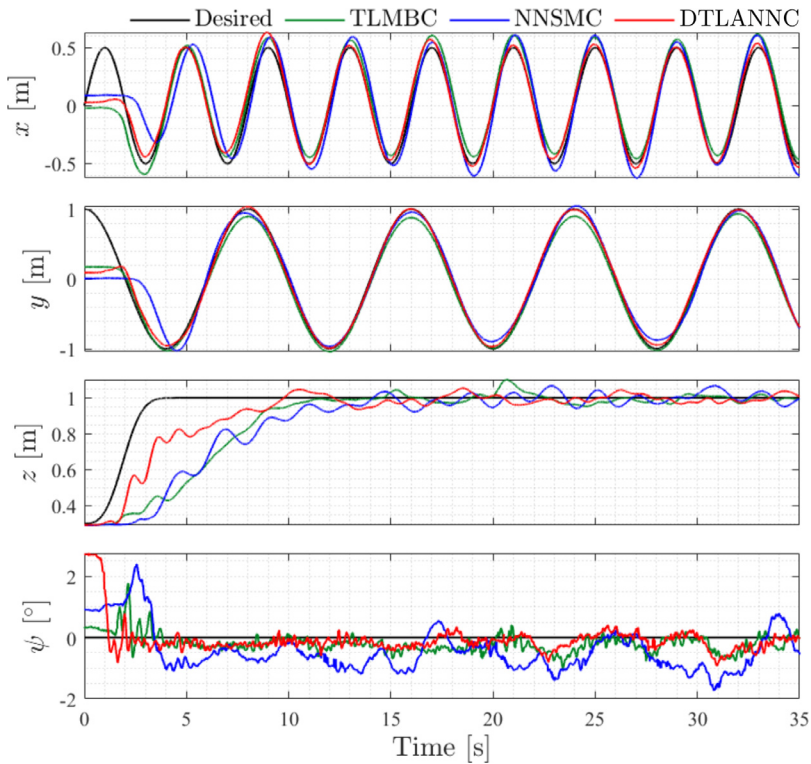 Desired TLMBC NNSMC DTLANNC
0.5
0
-0.5
x [m]
1
0
-1
y [m]
1
0.8
0.6
0.4
z [m]
2
0
-2
ψ [°]
0 5 10 15 20 25 30 35
Time [s]